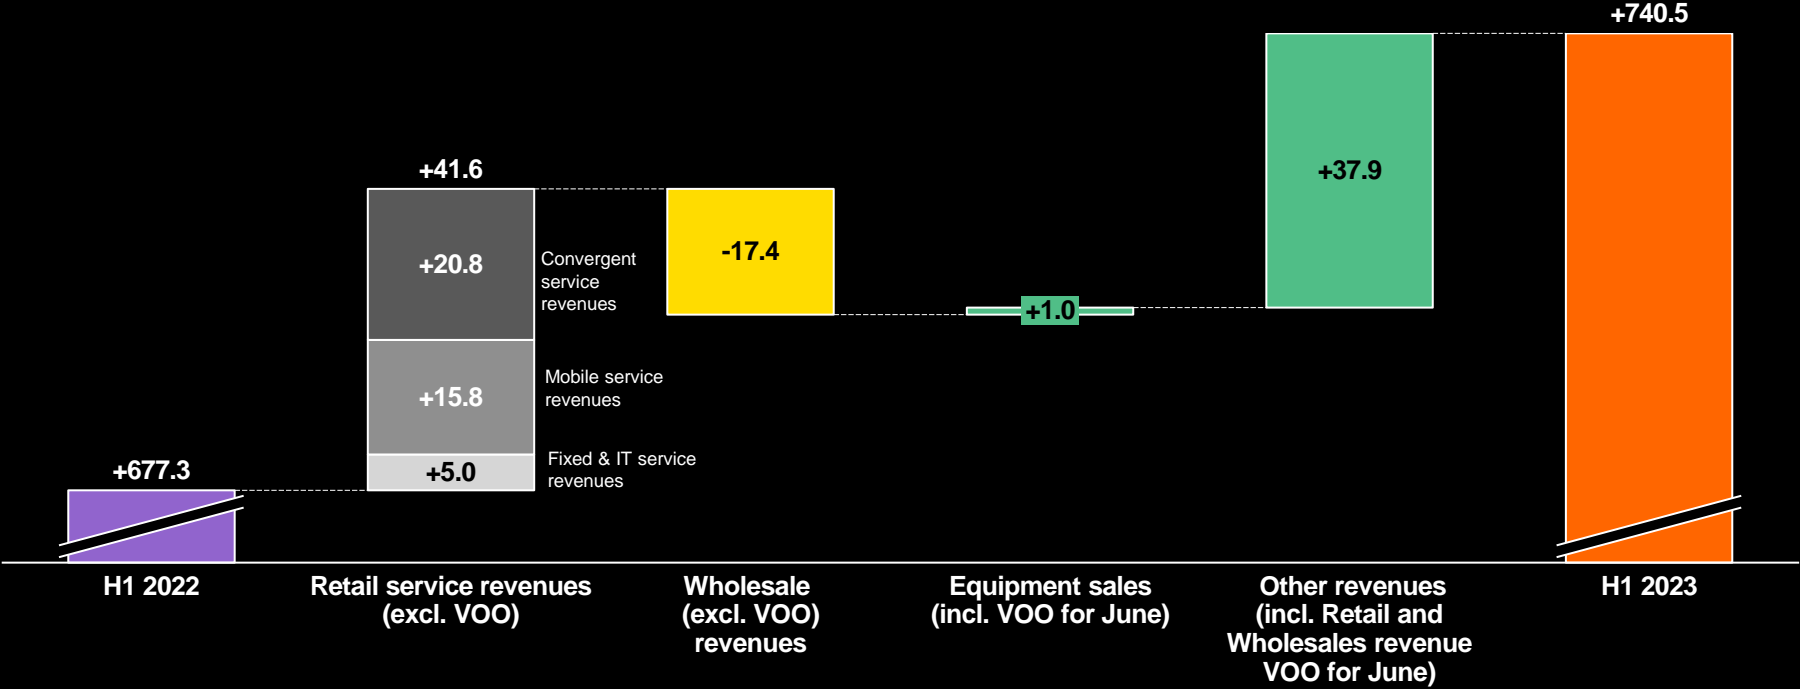 +740.5
+41.6
+37.9
-17.4
+20.8
Convergent
service
revenues
+1.0
+15.8
Mobile service
revenues
+677.3
+5.0
Fixed & IT service
revenues
H1 2022
Retail service revenues
(excl. VOO)
Wholesale
(excl. VOO)
revenues
Equipment sales
(incl. VOO for June)
Other revenues
(incl. Retail and
Wholesales revenue
VOO for June)
H1 2023